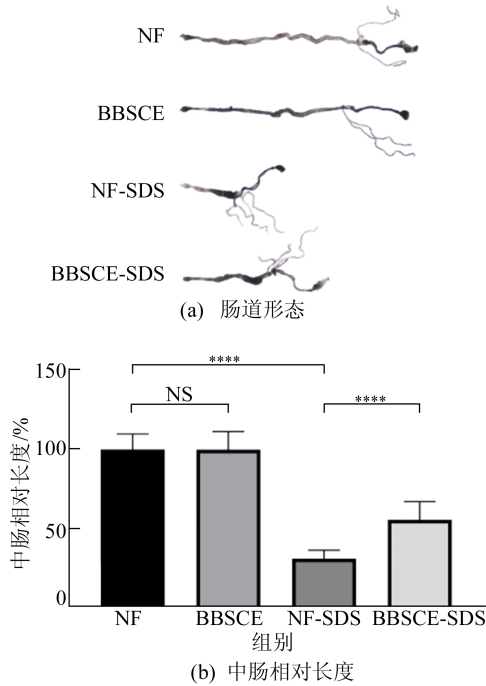 NF
BBSCE
NF-SDS
BBSCE-SDS
(a) 肠道形态
150
****
NS
****
100
50
0
中肠相对长度/%
NF BBSCE NF-SDS BBSCE-SDS
组别
(b) 中肠相对长度